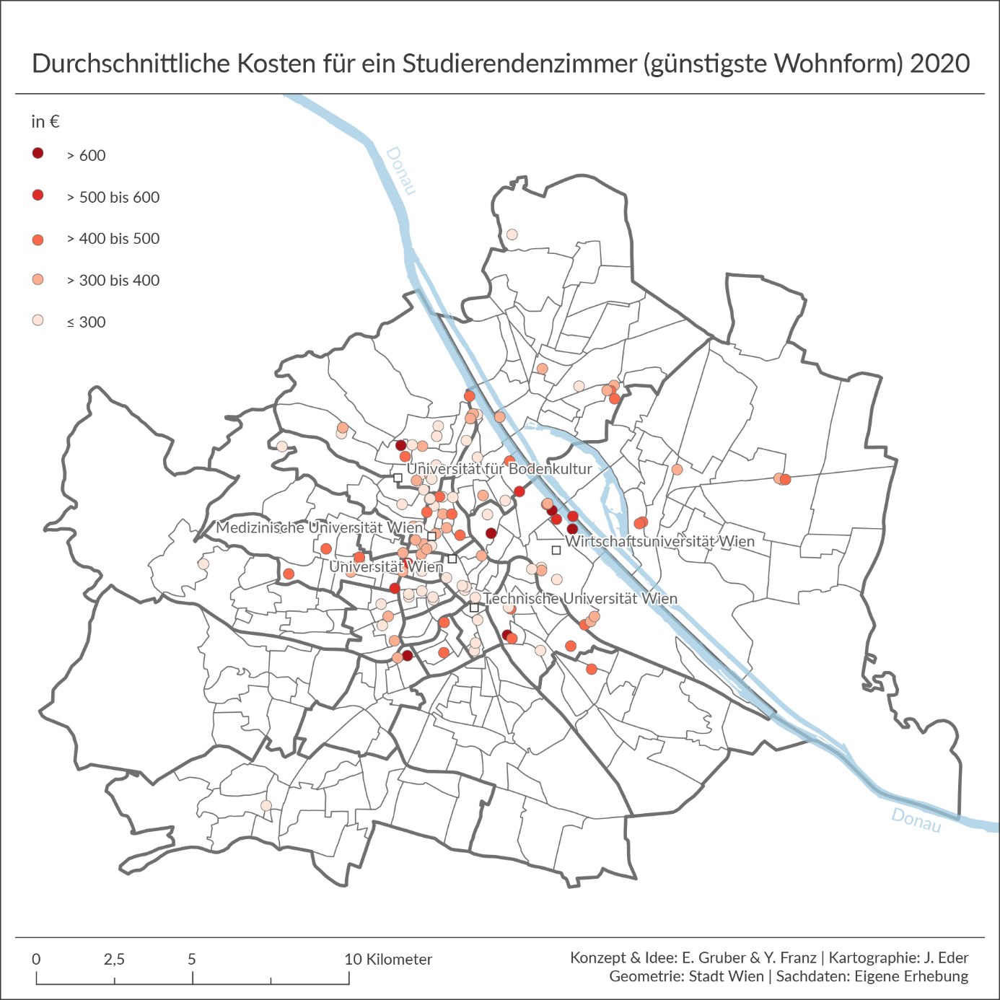 Durchschnittliche Kosten für ein Studierendenzimmer (günstigste Wohnform) 2020
in €
> 600
> 500 bis 600
> 400 bis 500
> 300 bis 400
≤ 300
Donau
Universität für Bodenkultur
Medizinische Universität Wien
Wirtschaftsuniversität Wien
Universität Wien
Technische Universität Wien
Donau
0 2,5 5 10 Kilometer
Konzept & Idee: E. Gruber & Y. Franz | Kartographie: J. Eder
Geometrie: Stadt Wien | Sachdaten: Eigene Erhebung